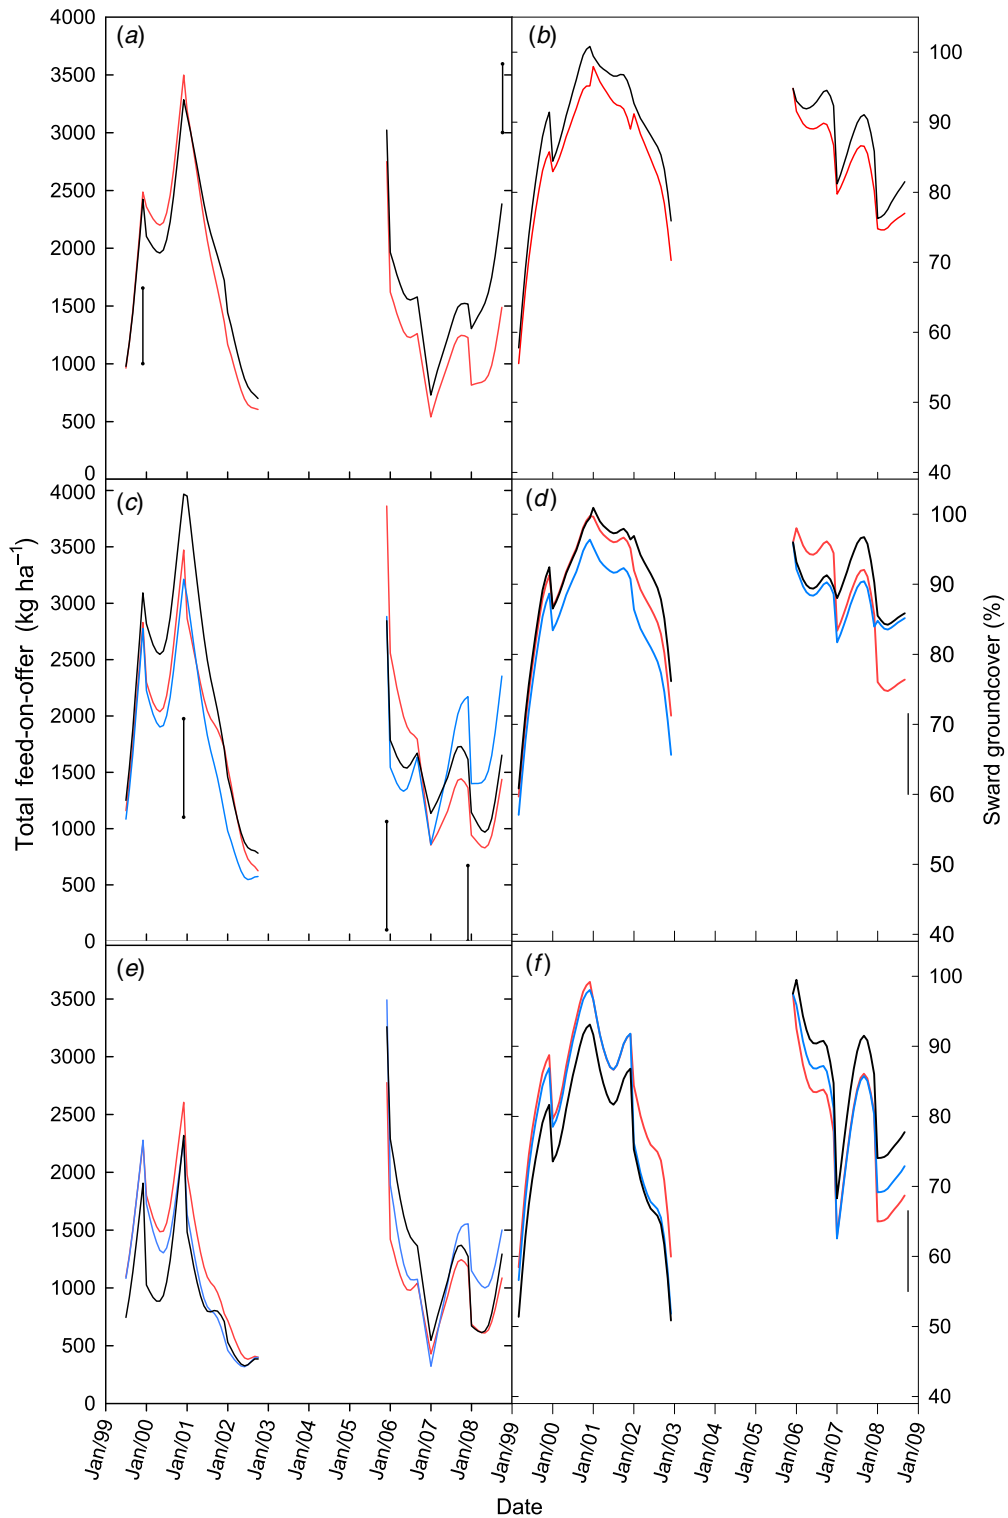 (a)
(b)
4000
3500
3000
2500
2000
1500
1000
500
0
100
90
80
70
60
50
40
(c)
(d)
4000
3500
3000
2500
2000
1500
1000
500
0
100
90
80
70
60
50
40
Total feed-on-offer (kg ha⁻¹)
Sward groundcover (%)
(e)
(f)
3500
3000
2500
2000
1500
1000
500
0
100
90
80
70
60
50
40
Jan/99
Jan/00
Jan/01
Jan/02
Jan/03
Jan/04
Jan/05
Jan/06
Jan/07
Jan/08
Jan/99
Jan/00
Jan/01
Jan/02
Jan/03
Jan/04
Jan/05
Jan/06
Jan/07
Jan/08
Jan/09
Date